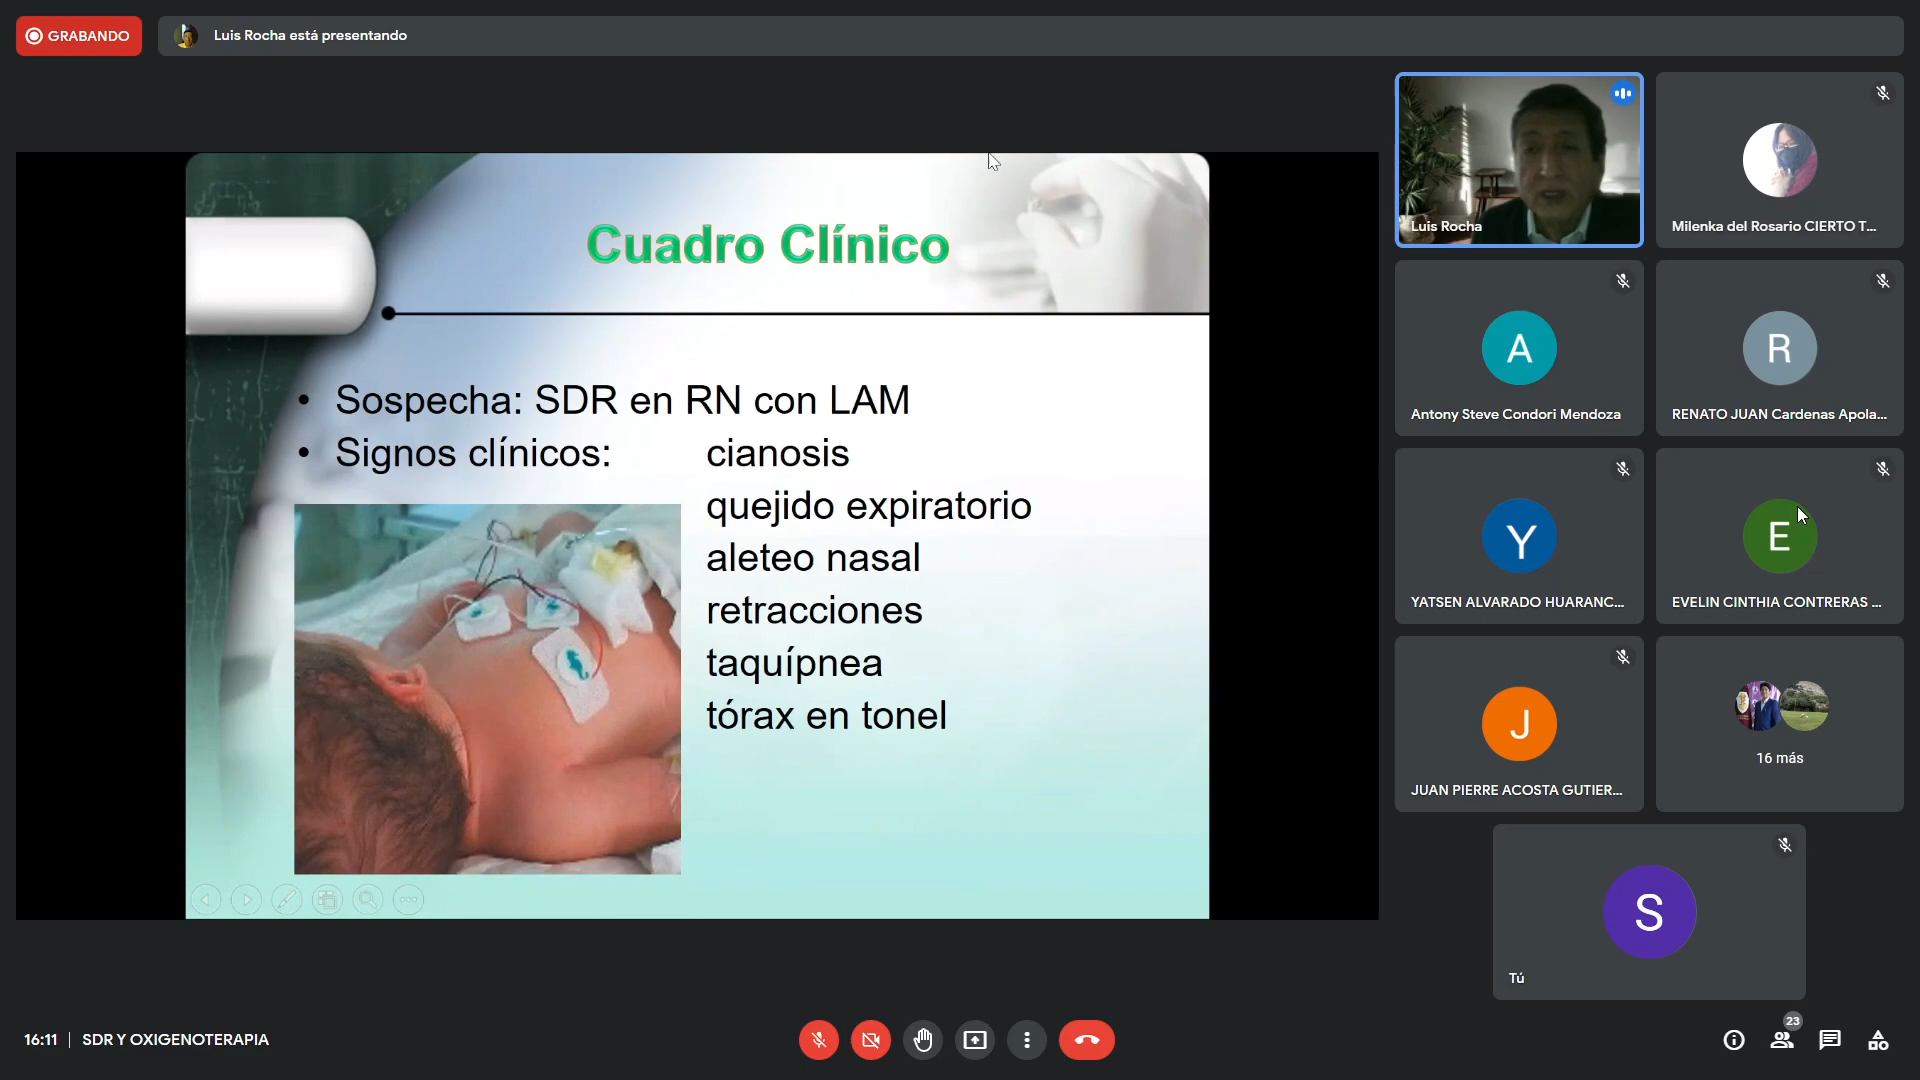 GRABANDO
Luis Rocha está presentando
Cuadro Clínico
• Sospecha: SDR en RN con LAM
• Signos clínicos: cianosis
quejido expiratorio
aleteo nasal
retracciones
taquípnea
tórax en tonel
Luis Rocha
Milenka del Rosario CIERTO T...
A
Antony Steve Condori Mendoza
R
RENATO JUAN Cardenas Apola...
Y
YATSEN ALVARADO HUARANC...
E
EVELIN CINTHIA CONTRERAS ...
J
JUAN PIERRE ACOSTA GUTIER...
16 más
S
Tú
16:11 | SDR Y OXIGENOTERAPIA
23